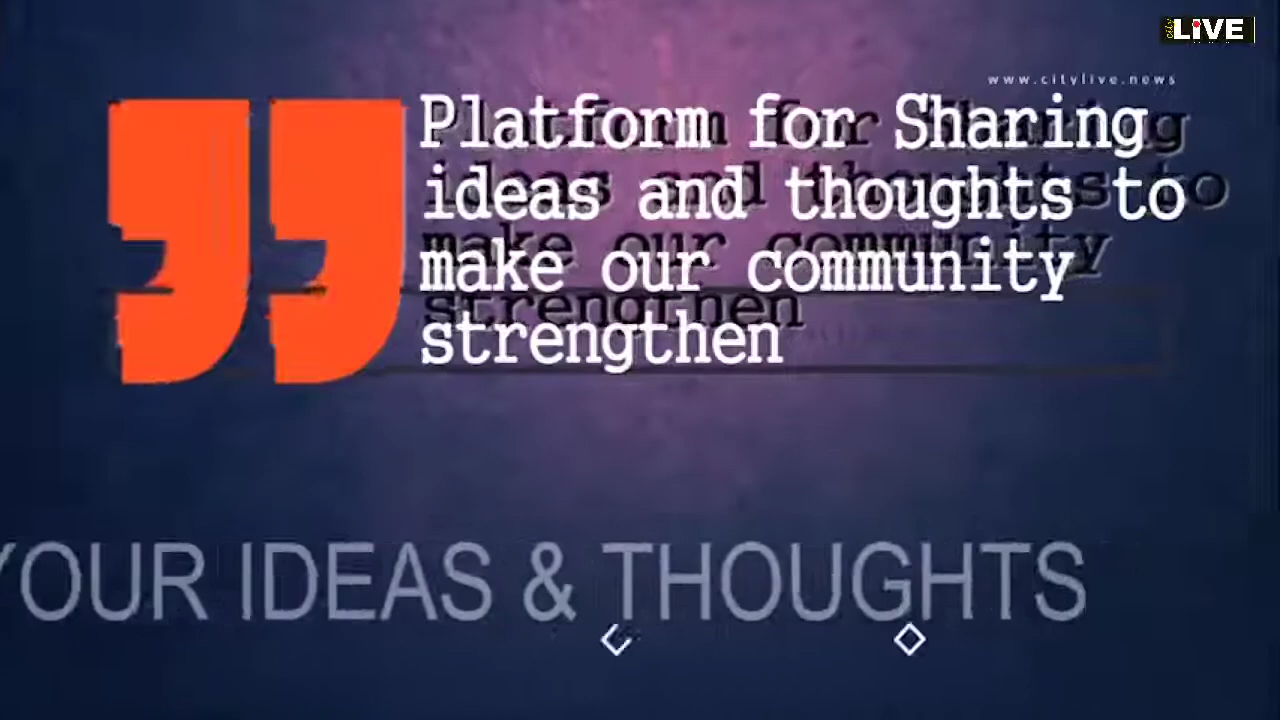 LiVE
www.citylive.news
Platform for Sharing
ideas and thoughts to
make our community
strengthen
YOUR IDEAS & THOUGHTS